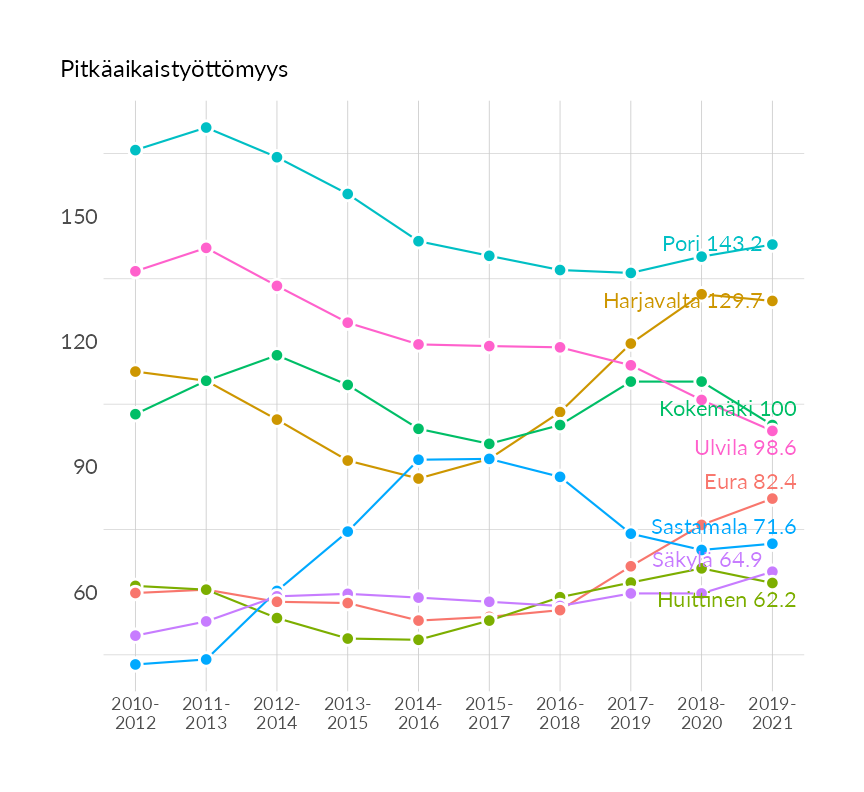 Pitkäaikaistyöttömyys
150
120
90
60
Pori 143.2
Harjavalta 129.7
Kokemäki 100
Ulvila 98.6
Eura 82.4
Sastamala 71.6
Säkylä 64.9
Huittinen 62.2
2010- 2011- 2012- 2013- 2014- 2015- 2016- 2017- 2018- 2019-
2012 2013 2014 2015 2016 2017 2018 2019 2020 2021